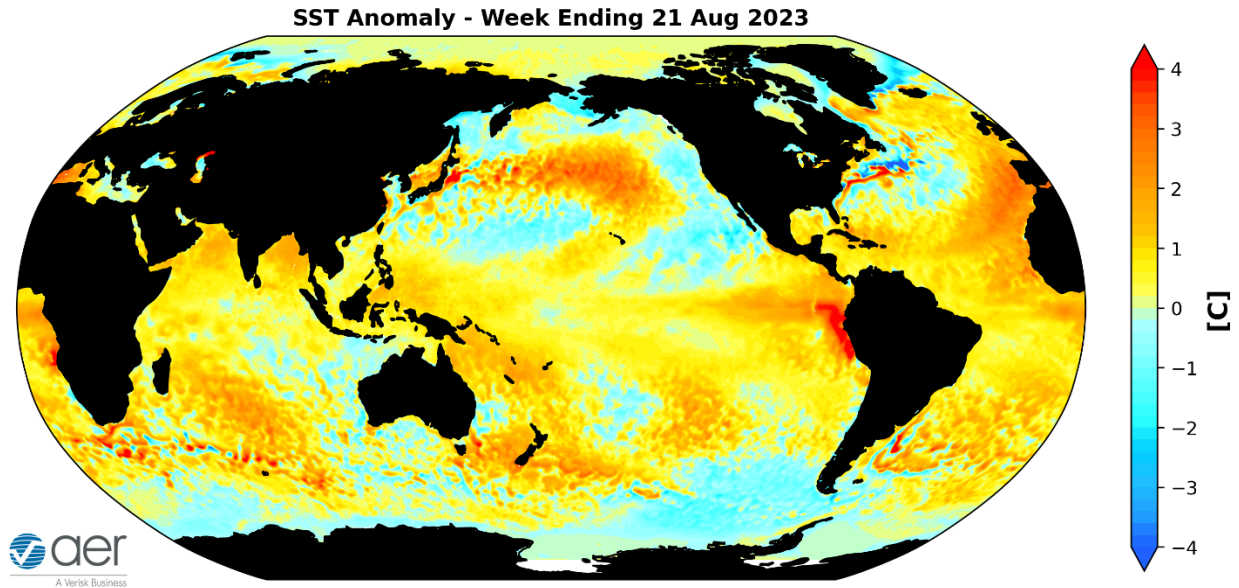 SST Anomaly - Week Ending 21 Aug 2023
4
3
2
1
0
−1
−2
−3
−4
[C]
aer
A Verisk Business